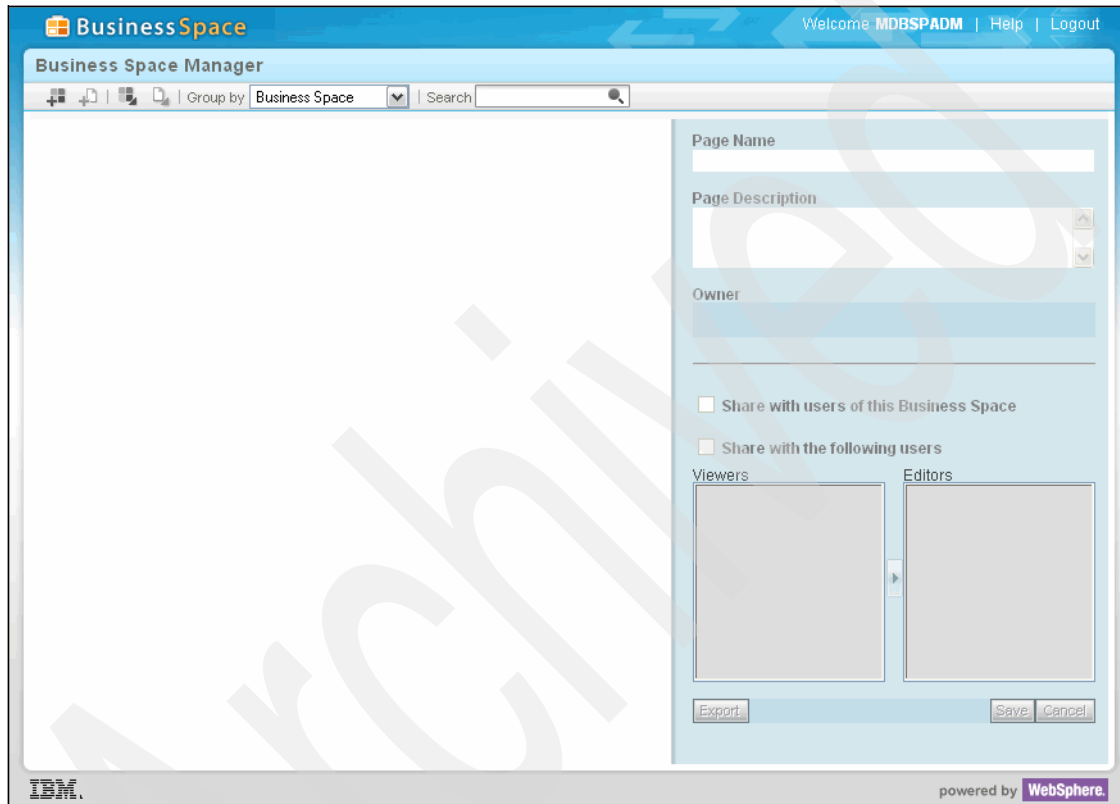 BusinessSpace
Welcome MDBSPADM | Help | Logout
Business Space Manager
Group by Business Space | Search
Page Name
Page Description
Owner
Share with users of this Business Space
Share with the following users
Viewers Editors
Export Save Cancel
IBM. powered by WebSphere.
Archived